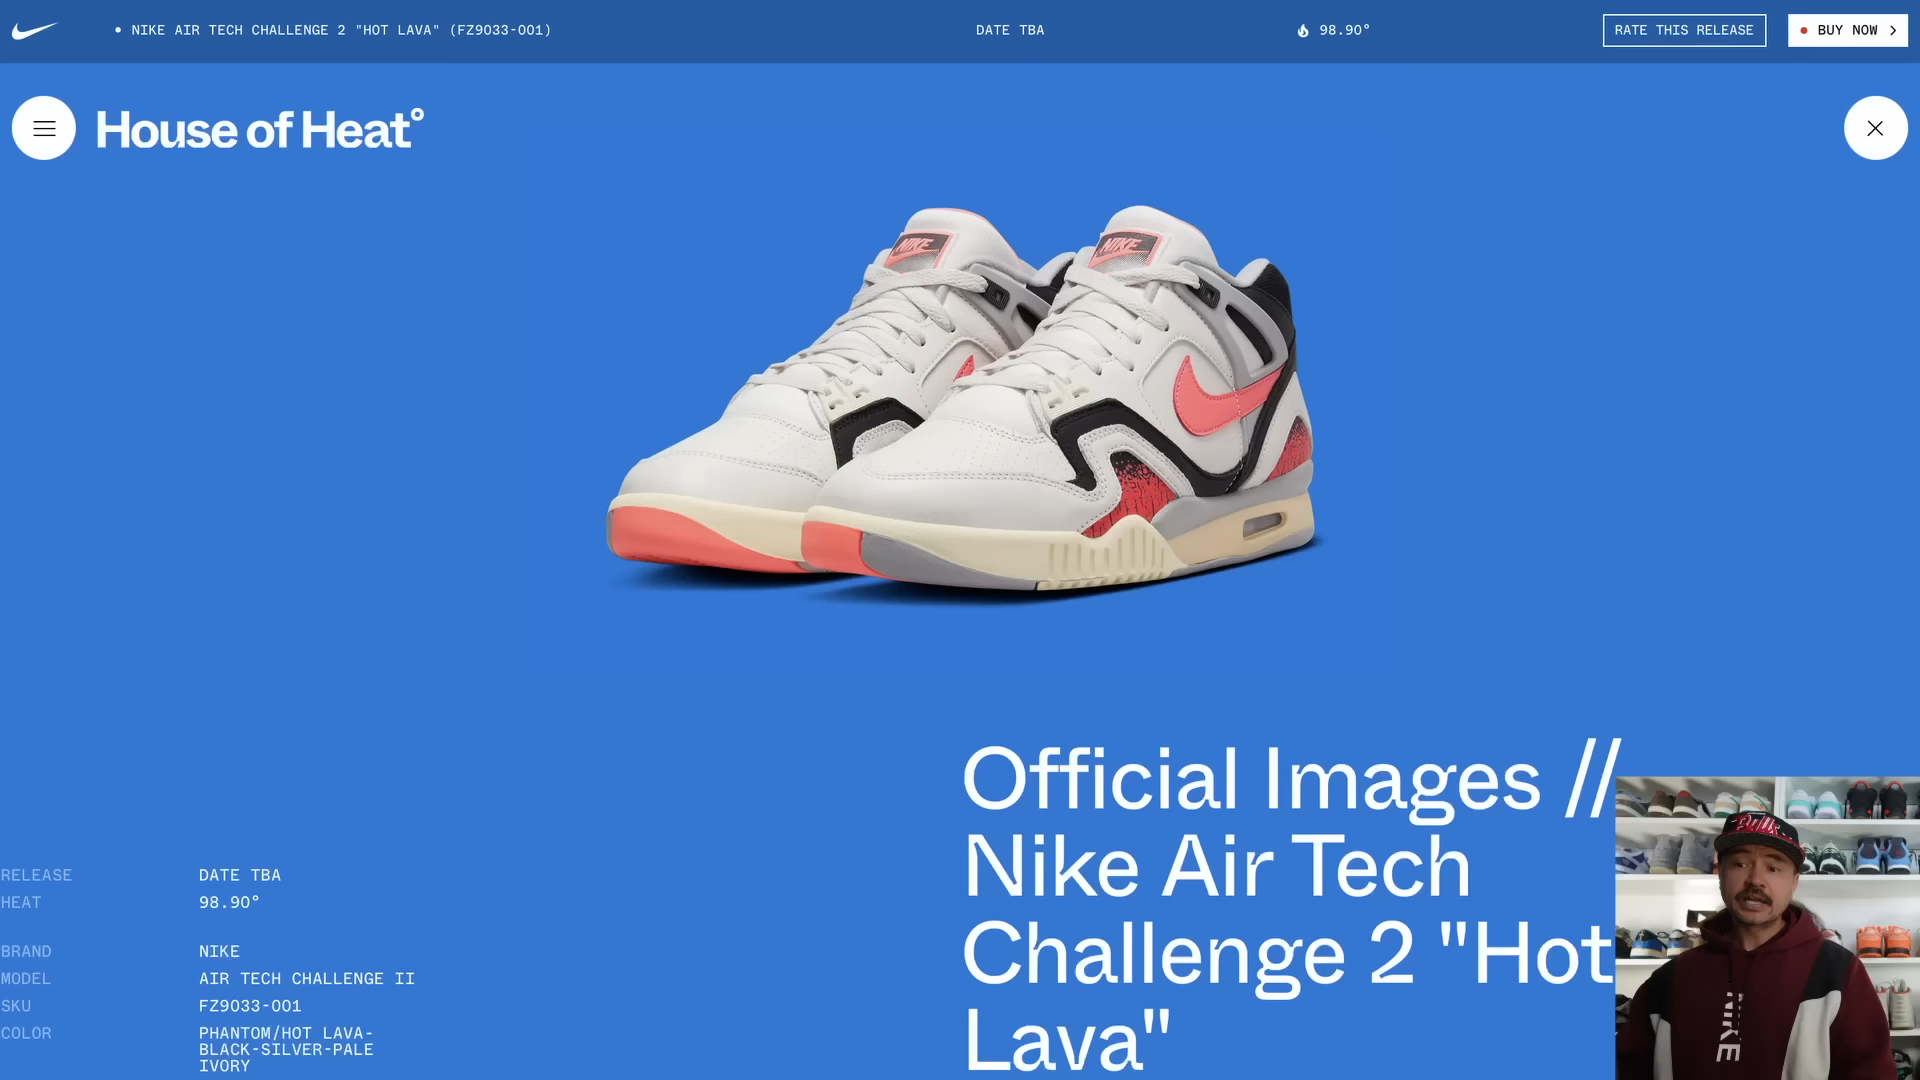 • NIKE AIR TECH CHALLENGE 2 "HOT LAVA" (FZ9033-001)
DATE TBA
98.90°
RATE THIS RELEASE
BUY NOW
House of Heat°
NIKE
NIKE
Official Images //
Nike Air Tech
Challenge 2 "Hot
Lava"
RELEASE DATE TBA
HEAT 98.90°
BRAND NIKE
MODEL AIR TECH CHALLENGE II
SKU FZ9033-001
COLOR PHANTOM/HOT LAVA-
BLACK-SILVER-PALE
IVORY
Bulls
NIKE